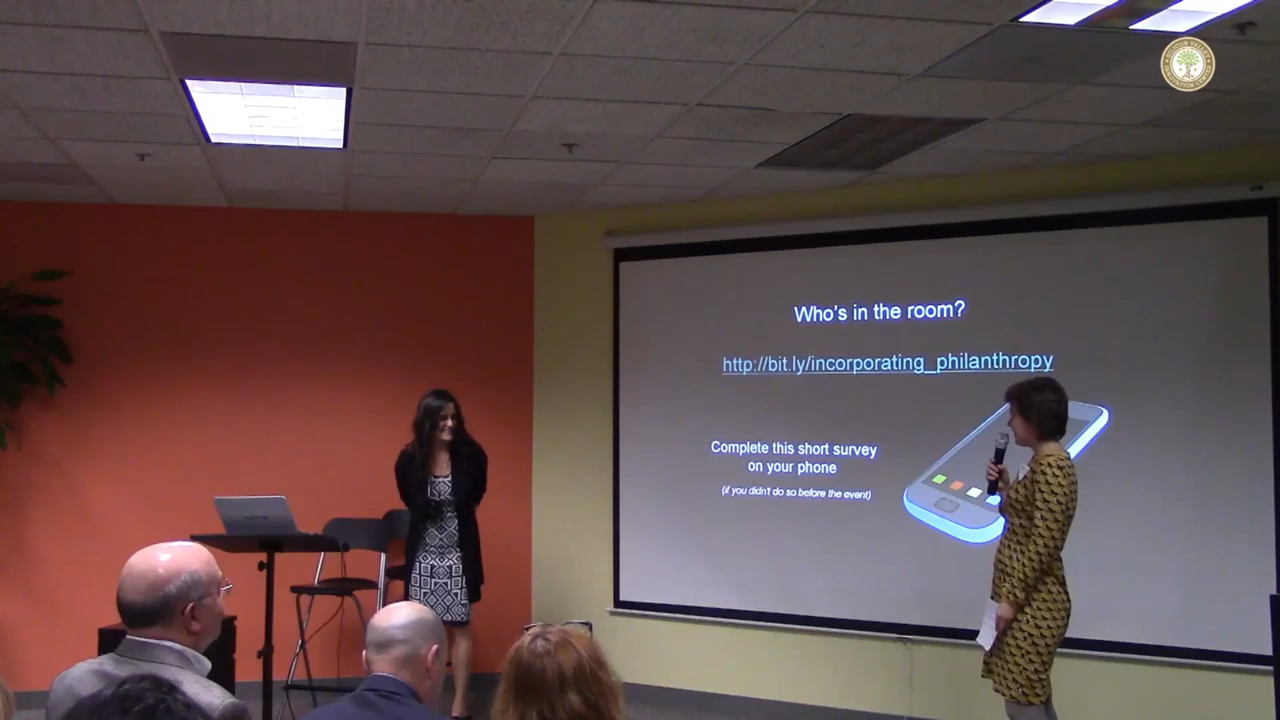 Who's in the room?
http://bit.ly/incorporating_philanthropy
Complete this short survey
on your phone
(if you didn't do so before the event)